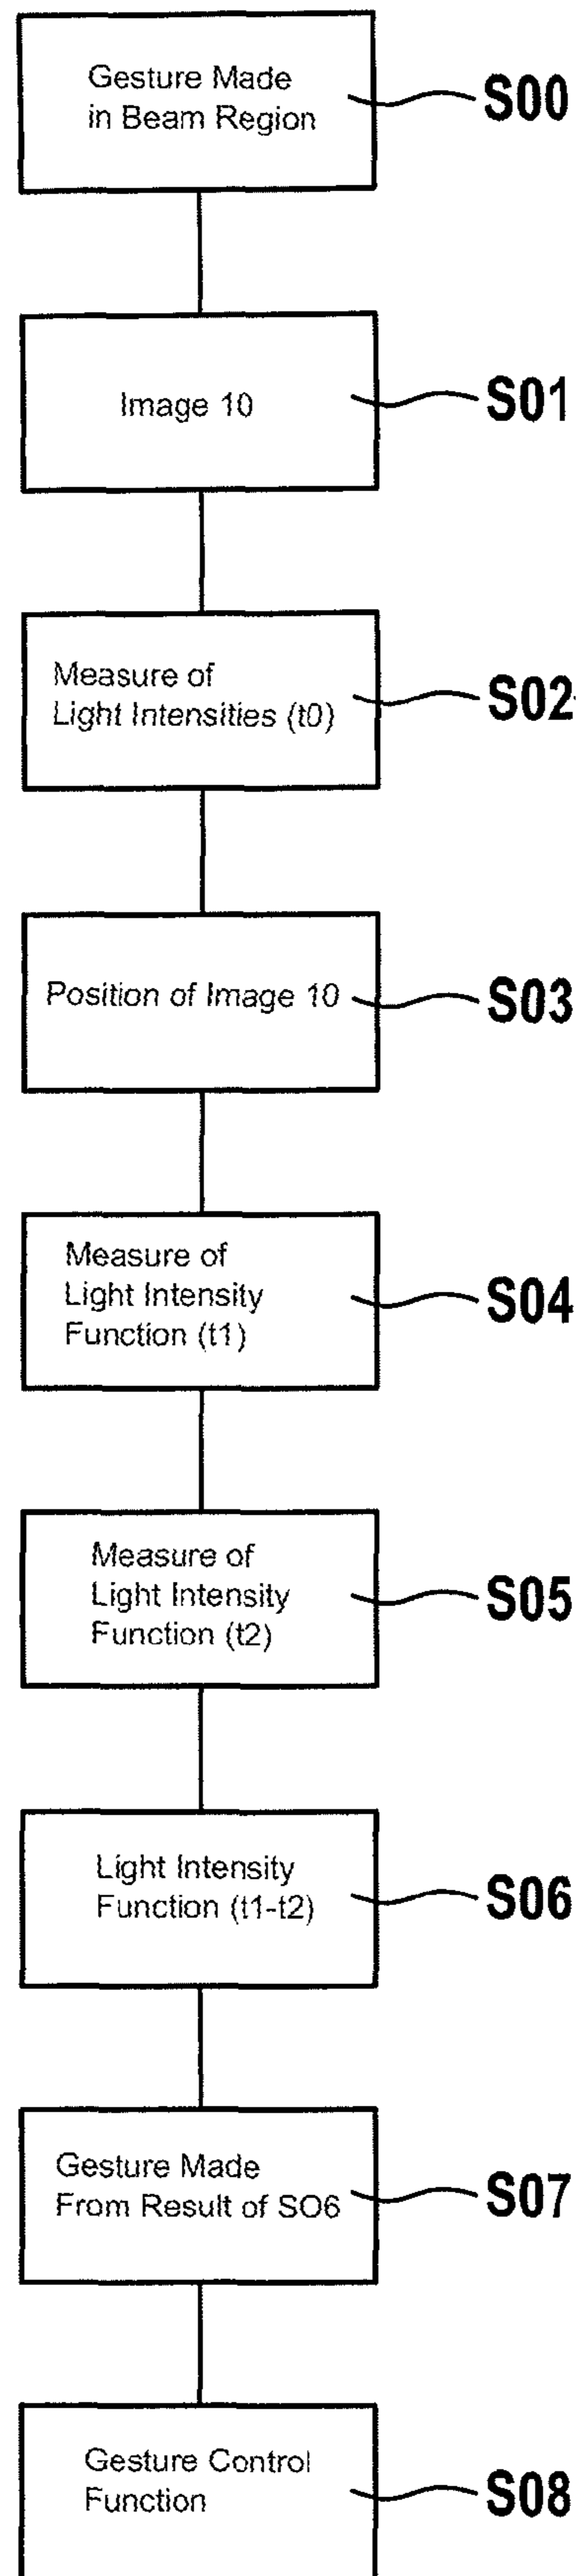 Gesture Made
in Beam Region
S00
Image 10
S01
Measure of
Light Intensities (t0)
S02
Position of Image 10
S03
Measure of
Light Intensity
Function (t1)
S04
Measure of
Light Intensity
Function (t2)
S05
Light Intensity
Function (t1-t2)
S06
Gesture Made
From Result of SO6
S07
Gesture Control
Function
S08